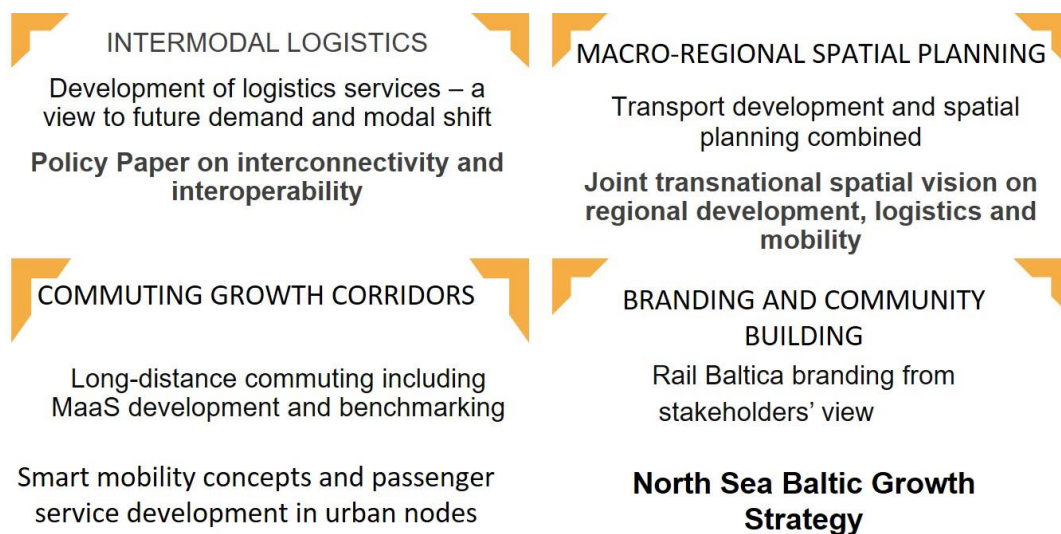 INTERMODAL LOGISTICS
Development of logistics services – a
view to future demand and modal shift
Policy Paper on interconnectivity and
interoperability
MACRO-REGIONAL SPATIAL PLANNING
Transport development and spatial
planning combined
Joint transnational spatial vision on
regional development, logistics and
mobility
COMMUTING GROWTH CORRIDORS
Long-distance commuting including
MaaS development and benchmarking
Smart mobility concepts and passenger
service development in urban nodes
BRANDING AND COMMUNITY
BUILDING
Rail Baltica branding from
stakeholders’ view
North Sea Baltic Growth
Strategy